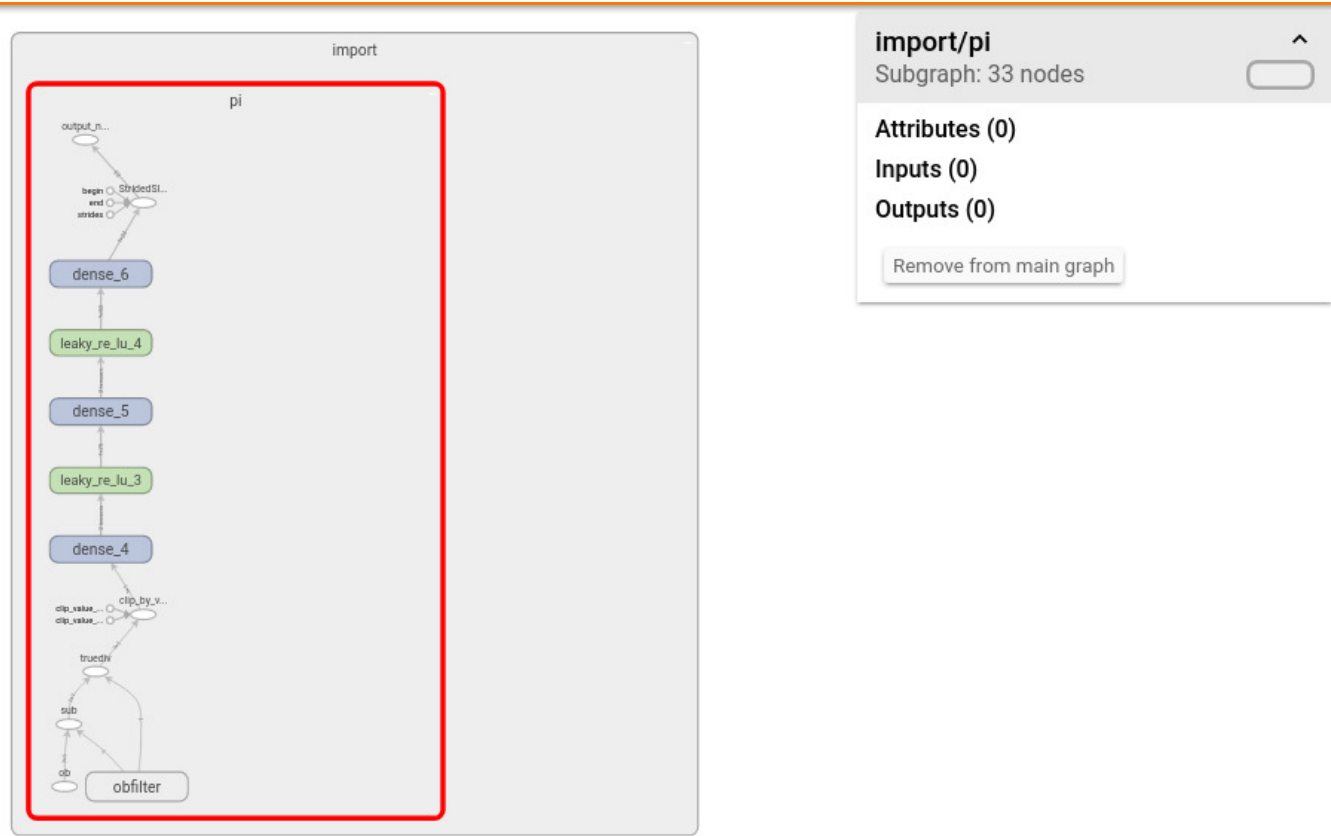 import
pi
output_n...
begin
StridedSl...
end
strides
dense_6
leaky_re_lu_4
dense_5
leaky_re_lu_3
dense_4
clip_by_v...
clip_value_...
clip_value_...
truediv
sub
ob
obfilter
import/pi
Subgraph: 33 nodes
Attributes (0)
Inputs (0)
Outputs (0)
Remove from main graph